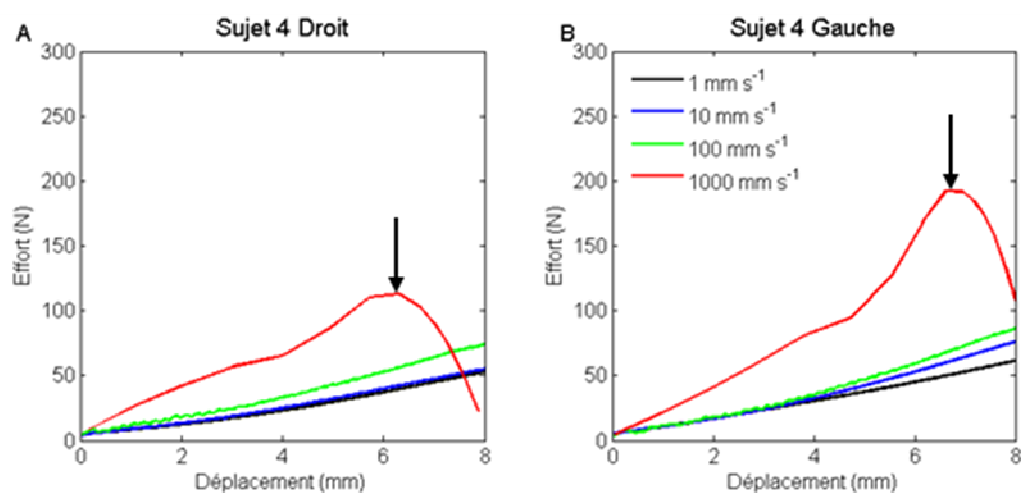 A
Sujet 4 Droit
300
250
200
150
100
50
0
Effort (N)
0 2 4 6 8
Déplacement (mm)
B
Sujet 4 Gauche
300
250
200
150
100
50
0
Effort (N)
1 mm s⁻¹
10 mm s⁻¹
100 mm s⁻¹
1000 mm s⁻¹
0 2 4 6 8
Déplacement (mm)